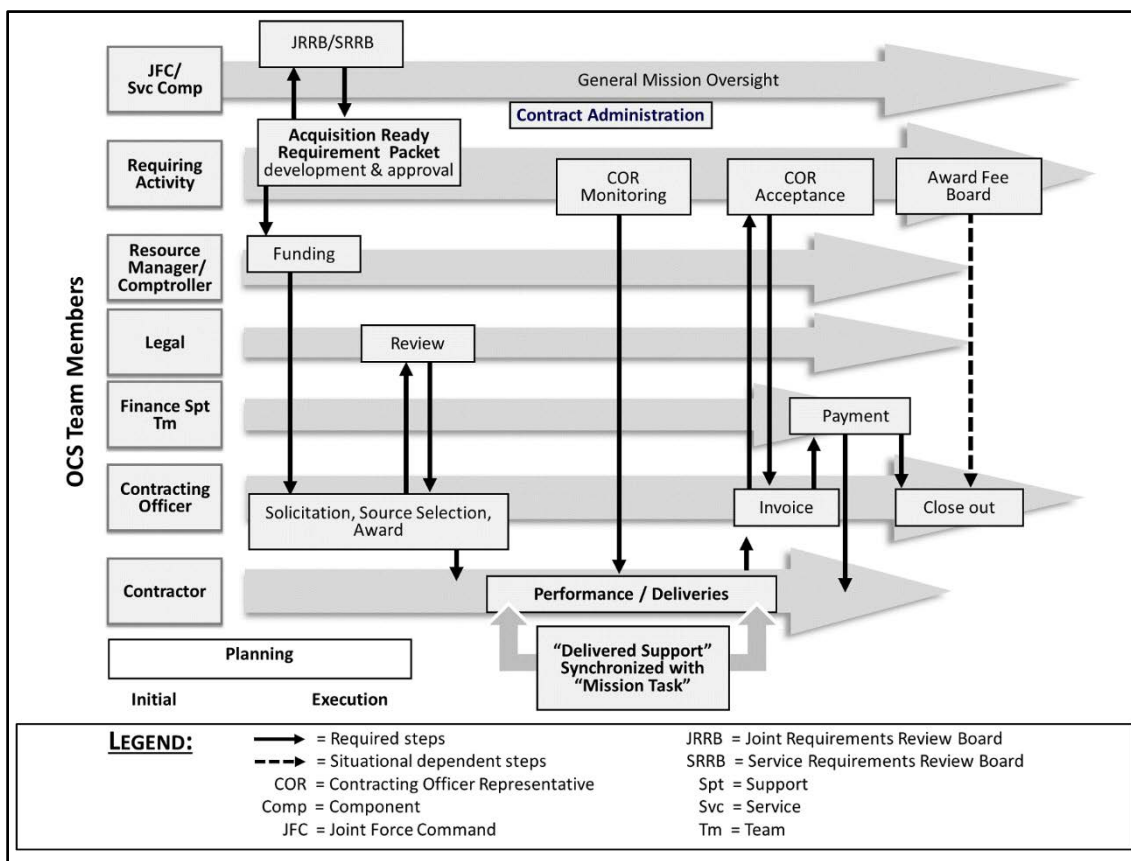 JRRB/SRRB
JFC/
Svc Comp
General Mission Oversight
Contract Administration
Acquisition Ready
Requirement Packet
development & approval
Requiring
Activity
COR
Monitoring
COR
Acceptance
Award Fee
Board
Resource
Manager/
Comptroller
Funding
Legal
Review
Finance Spt
Tm
Payment
OCS Team Members
Contracting
Officer
Solicitation, Source Selection,
Award
Invoice
Close out
Contractor
Performance / Deliveries
Planning
“Delivered Support”
Synchronized with
“Mission Task”
Initial
Execution
LEGEND:
= Required steps
= Situational dependent steps
COR = Contracting Officer Representative
Comp = Component
JFC = Joint Force Command
JRRB = Joint Requirements Review Board
SRRB = Service Requirements Review Board
Spt = Support
Svc = Service
Tm = Team